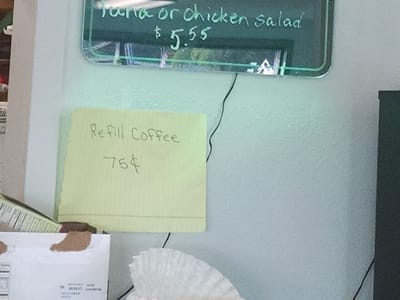 Tuna or chicken salad
$5.55
Refill Coffee
75¢